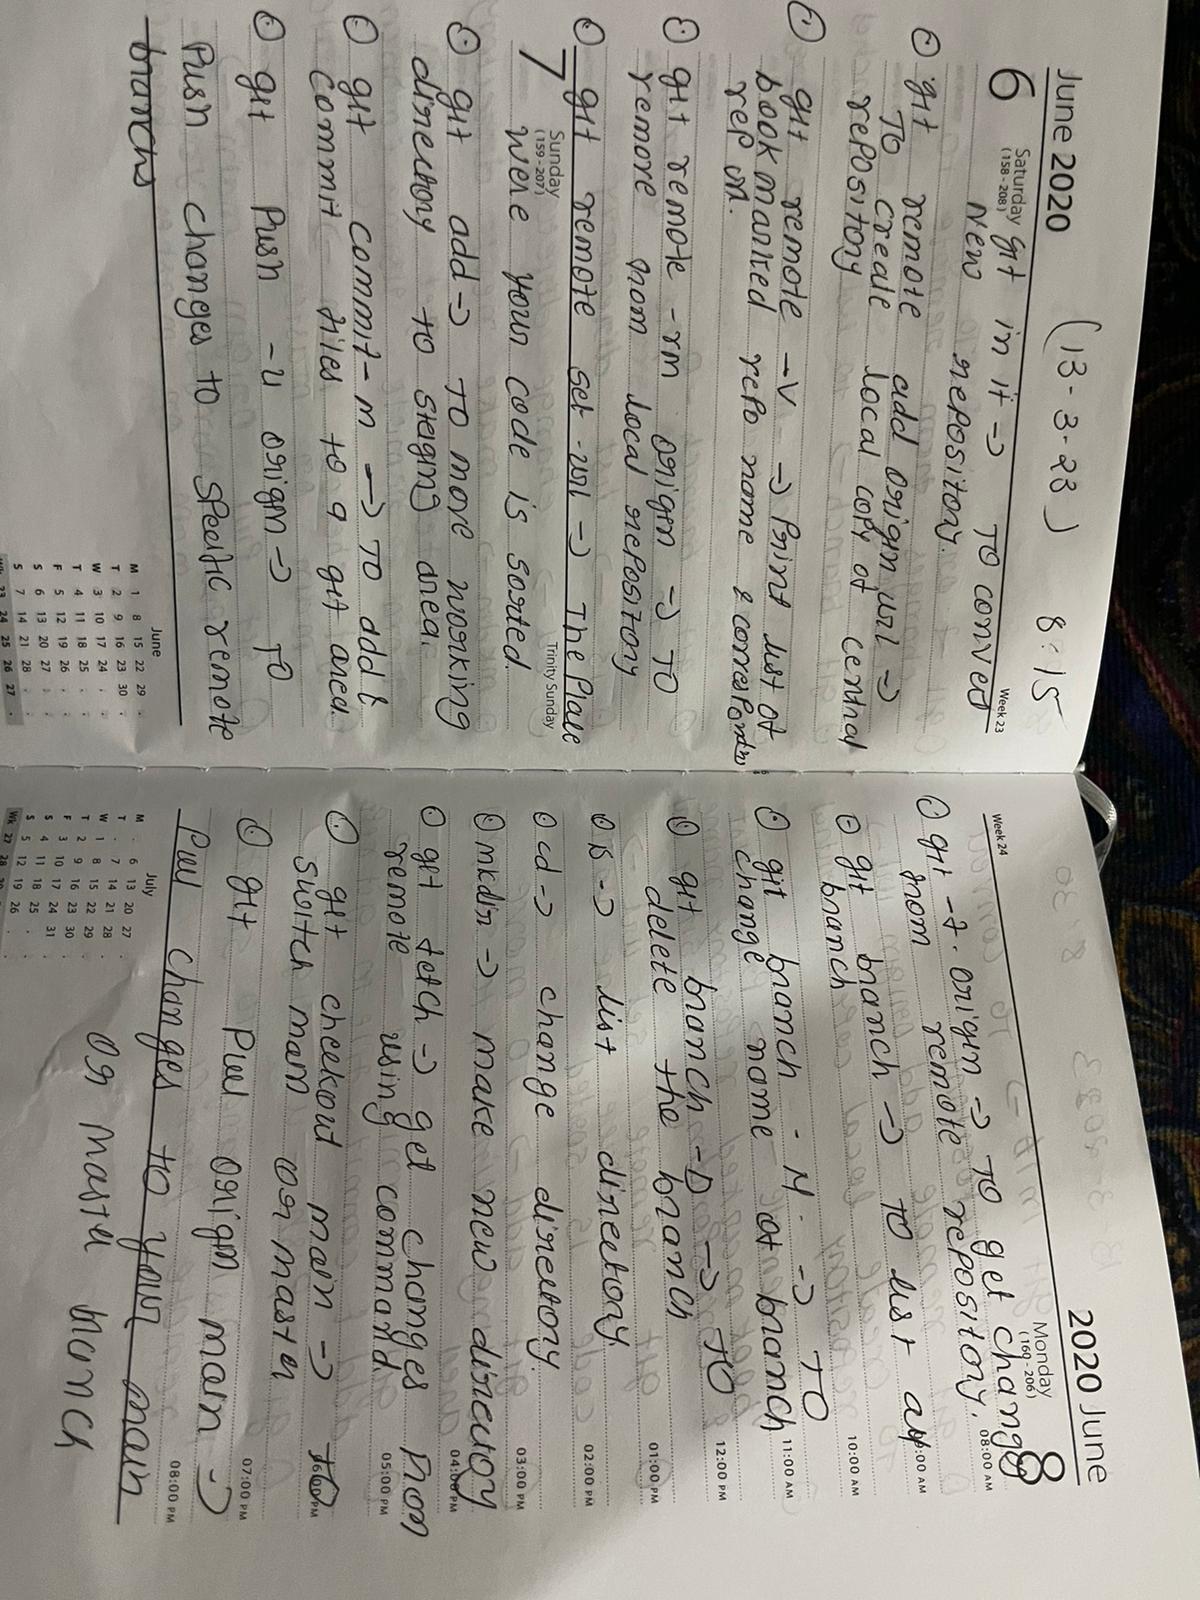 June 2020 (13-3-23) 8:15
Week 23
6 Saturday git in it → To convert
(158-208) New repository.
git remote add origin url →
To create local copy of central
repository
git remote -v → Print list of
bookmarked repo name &
rep url.
git remote -rm origin → To
remore from local repository
git remote set-url → The Place
7 Sunday Trinity Sunday
(159-207) were your code is sorted.
git add → To move working
directory to staging area.
git commit -m → To add &
commit files to a git area.
git Push -u origin → To
Push changes to specific remote
branchs
June
M 1 8 15 22 29
T 2 9 16 23 30
W 3 10 17 24 .
T 4 11 18 25 .
F 5 12 19 26 .
S 6 13 20 27 .
S 7 14 21 28 .
23 24 25 26 27 .
2020 June
Week 24 Monday 8
(160-206)
08:00 AM
git -f. origin → To get change
from remote repository.
:00 AM
git branch → To list all
branch
10:00 AM
git branch -M. → To
11:00 AM
change name of branch
12:00 PM
git branch -D → To
delete the branch
01:00 PM
ls → list directory
02:00 PM
cd → change directory.
03:00 PM
mkdir → make new directory
04:00 PM
get fetch → get changes from
remote using command.
05:00 PM
git cheekout main → to
PM
switch main or master
07:00 PM
git Pull origin main →
08:00 PM
Pull changes to your main
or master branch
July
M . 6 13 20 27
T . 7 14 21 28
W 1 8 15 22 29
T 2 9 16 23 30
F 3 10 17 24 31
S 4 11 18 25 .
S 5 12 19 26 .
Wk 27 28